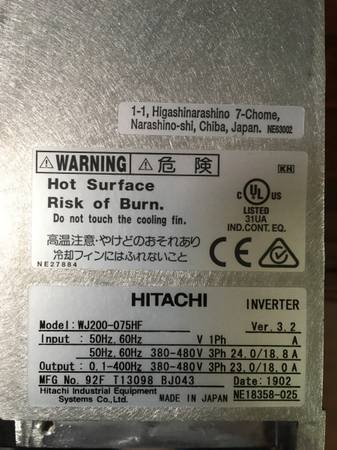 1-1, Higashinarashino 7-Chome,
Narashino-shi, Chiba, Japan. NE63002
⚠WARNING ⚠危 険
KH
Hot Surface
Risk of Burn.
Do not touch the cooling fin.
高温注意・やけどのおそれあり
冷却フィンにはふれないこと
NE27884
C UL US
LISTED
31UA
IND.CONT.EQ.
CE
HITACHI INVERTER
Model: WJ200-075HF Ver. 3.2
Input : 50Hz, 60Hz V 1Ph A
50Hz, 60Hz 380-480V 3Ph 24.0/18.8 A
Output: 0.1-400Hz 380-480V 3Ph 23.0/18.0 A
MFG No. 92F T13098 BJ043 Date: 1902
Hitachi Industrial Equipment
Systems Co., Ltd. MADE IN JAPAN NE18358-025